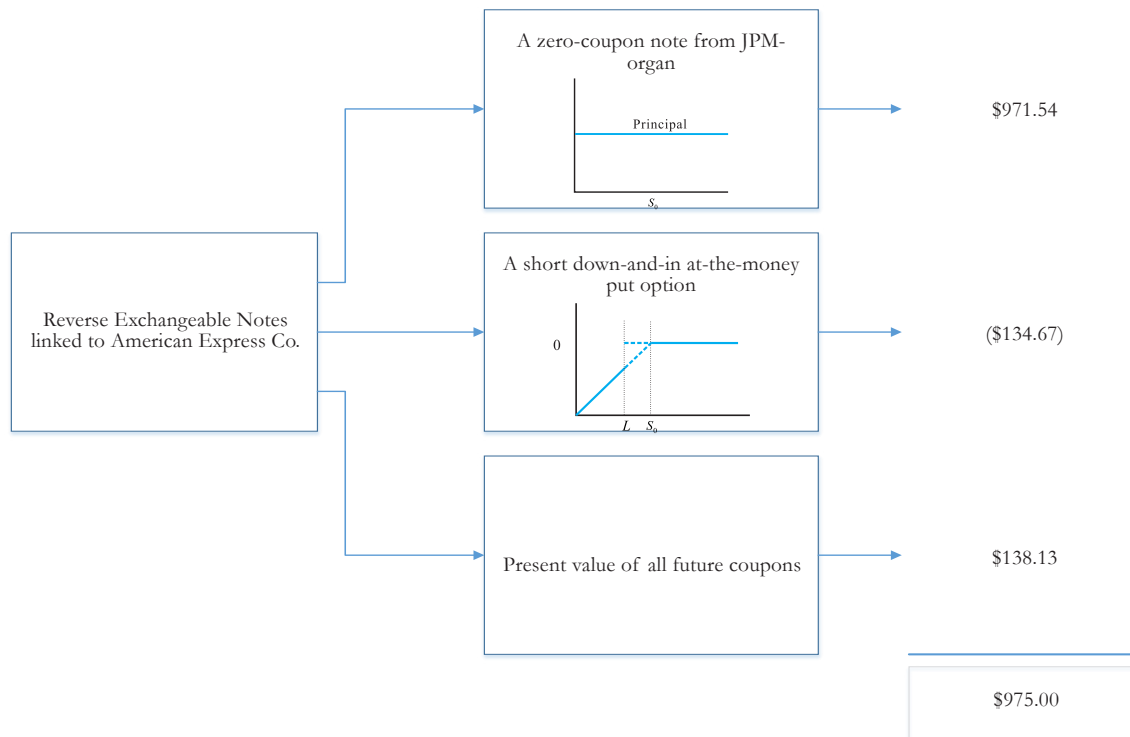 A zero-coupon note from JPM-
organ
Principal
S₀
$971.54
Reverse Exchangeable Notes
linked to American Express Co.
A short down-and-in at-the-money
put option
0
L S₀
($134.67)
Present value of all future coupons
$138.13
$975.00